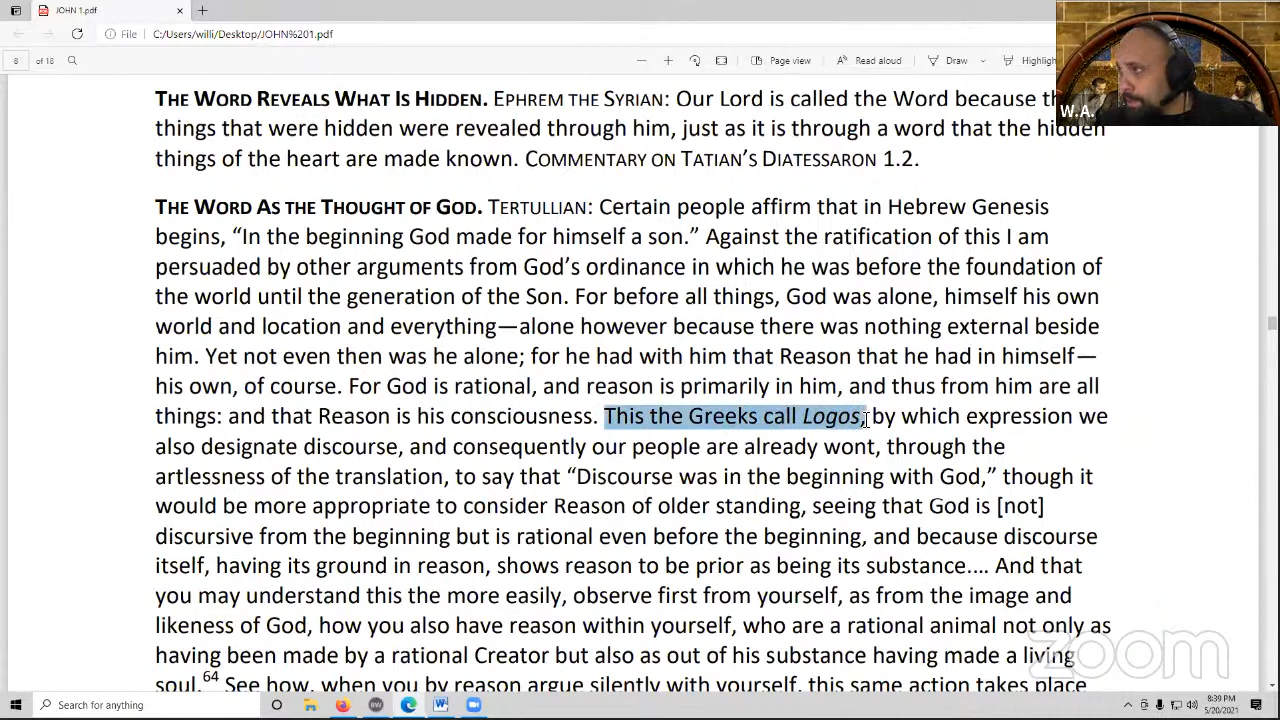 JOHN 1.pdf
File C:/Users/willi/Desktop/JOHN%201.pdf
8 of 18 Page view Read aloud Draw Highlight
W.A.
THE WORD REVEALS WHAT IS HIDDEN. EPHREM THE SYRIAN: Our Lord is called the Word because
things that were hidden were revealed through him, just as it is through a word that the hidden
things of the heart are made known. COMMENTARY ON TATIAN’S DIATESSARON 1.2.
THE WORD AS THE THOUGHT OF GOD. TERTULLIAN: Certain people affirm that in Hebrew Genesis
begins, “In the beginning God made for himself a son.” Against the ratification of this I am
persuaded by other arguments from God’s ordinance in which he was before the foundation of
the world until the generation of the Son. For before all things, God was alone, himself his own
world and location and everything—alone however because there was nothing external beside
him. Yet not even then was he alone; for he had with him that Reason that he had in himself—
his own, of course. For God is rational, and reason is primarily in him, and thus from him are all
things: and that Reason is his consciousness. This the Greeks call Logos, by which expression we
also designate discourse, and consequently our people are already wont, through the
artlessness of the translation, to say that “Discourse was in the beginning with God,” though it
would be more appropriate to consider Reason of older standing, seeing that God is [not]
discursive from the beginning but is rational even before the beginning, and because discourse
itself, having its ground in reason, shows reason to be prior as being its substance.… And that
you may understand this the more easily, observe first from yourself, as from the image and
likeness of God, how you also have reason within yourself, who are a rational animal not only as
having been made by a rational Creator but also as out of his substance having made a living
soul.64 See how, when you by reason argue silently with yourself, this same action takes place
zoom
Search for anything
8:39 PM
5/20/2021